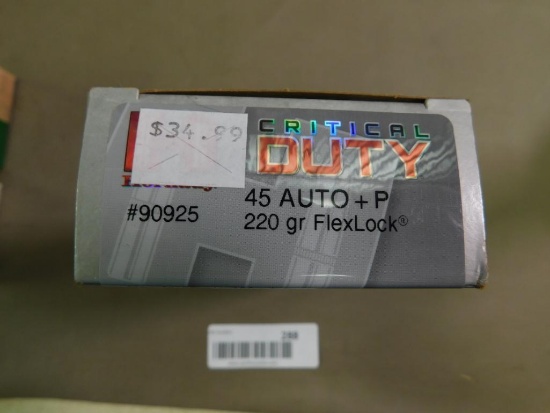 $34.99
CRITICAL
DUTY
45 AUTO + P
#90925
220 gr FlexLock®